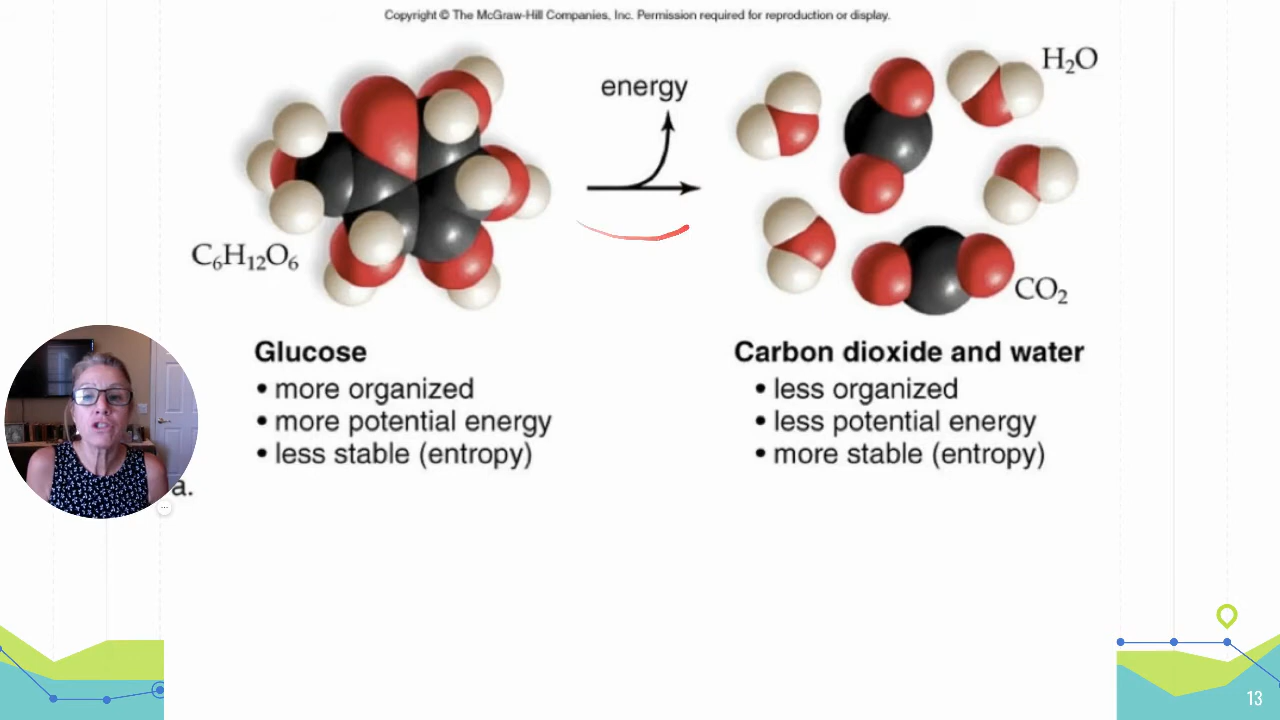 Copyright © The McGraw-Hill Companies, Inc. Permission required for reproduction or display.
energy
H₂O
C₆H₁₂O₆
CO₂
Glucose
• more organized
• more potential energy
• less stable (entropy)
Carbon dioxide and water
• less organized
• less potential energy
• more stable (entropy)
a.
13